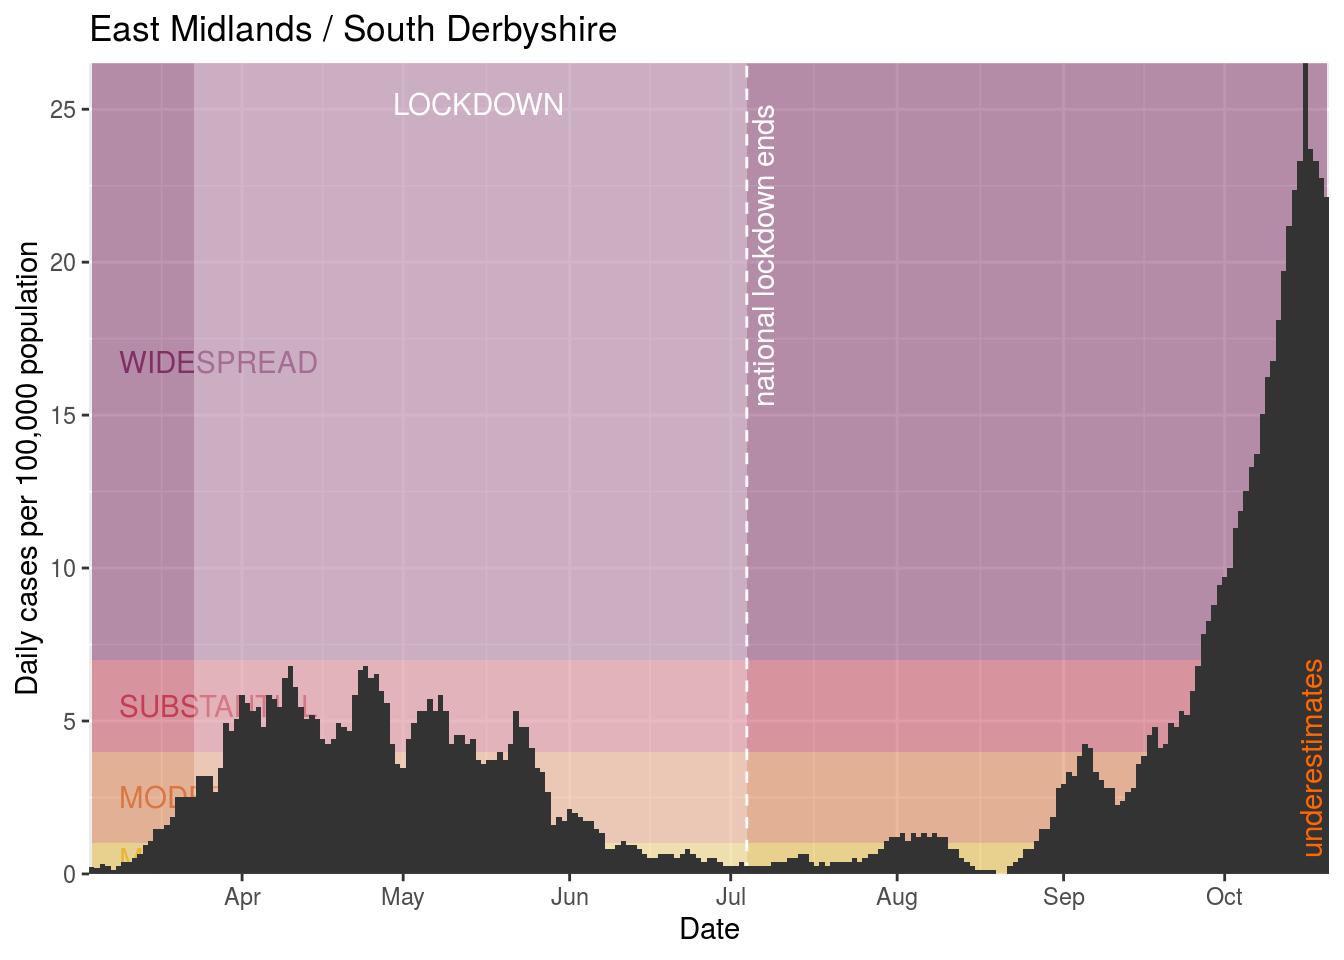 East Midlands / South Derbyshire
Daily cases per 100,000 population
25
20
15
10
5
0
LOCKDOWN
national lockdown ends
WIDESPREAD
SUBSTANTIAL
underestimates
Apr
May
Jun
Jul
Aug
Sep
Oct
Date